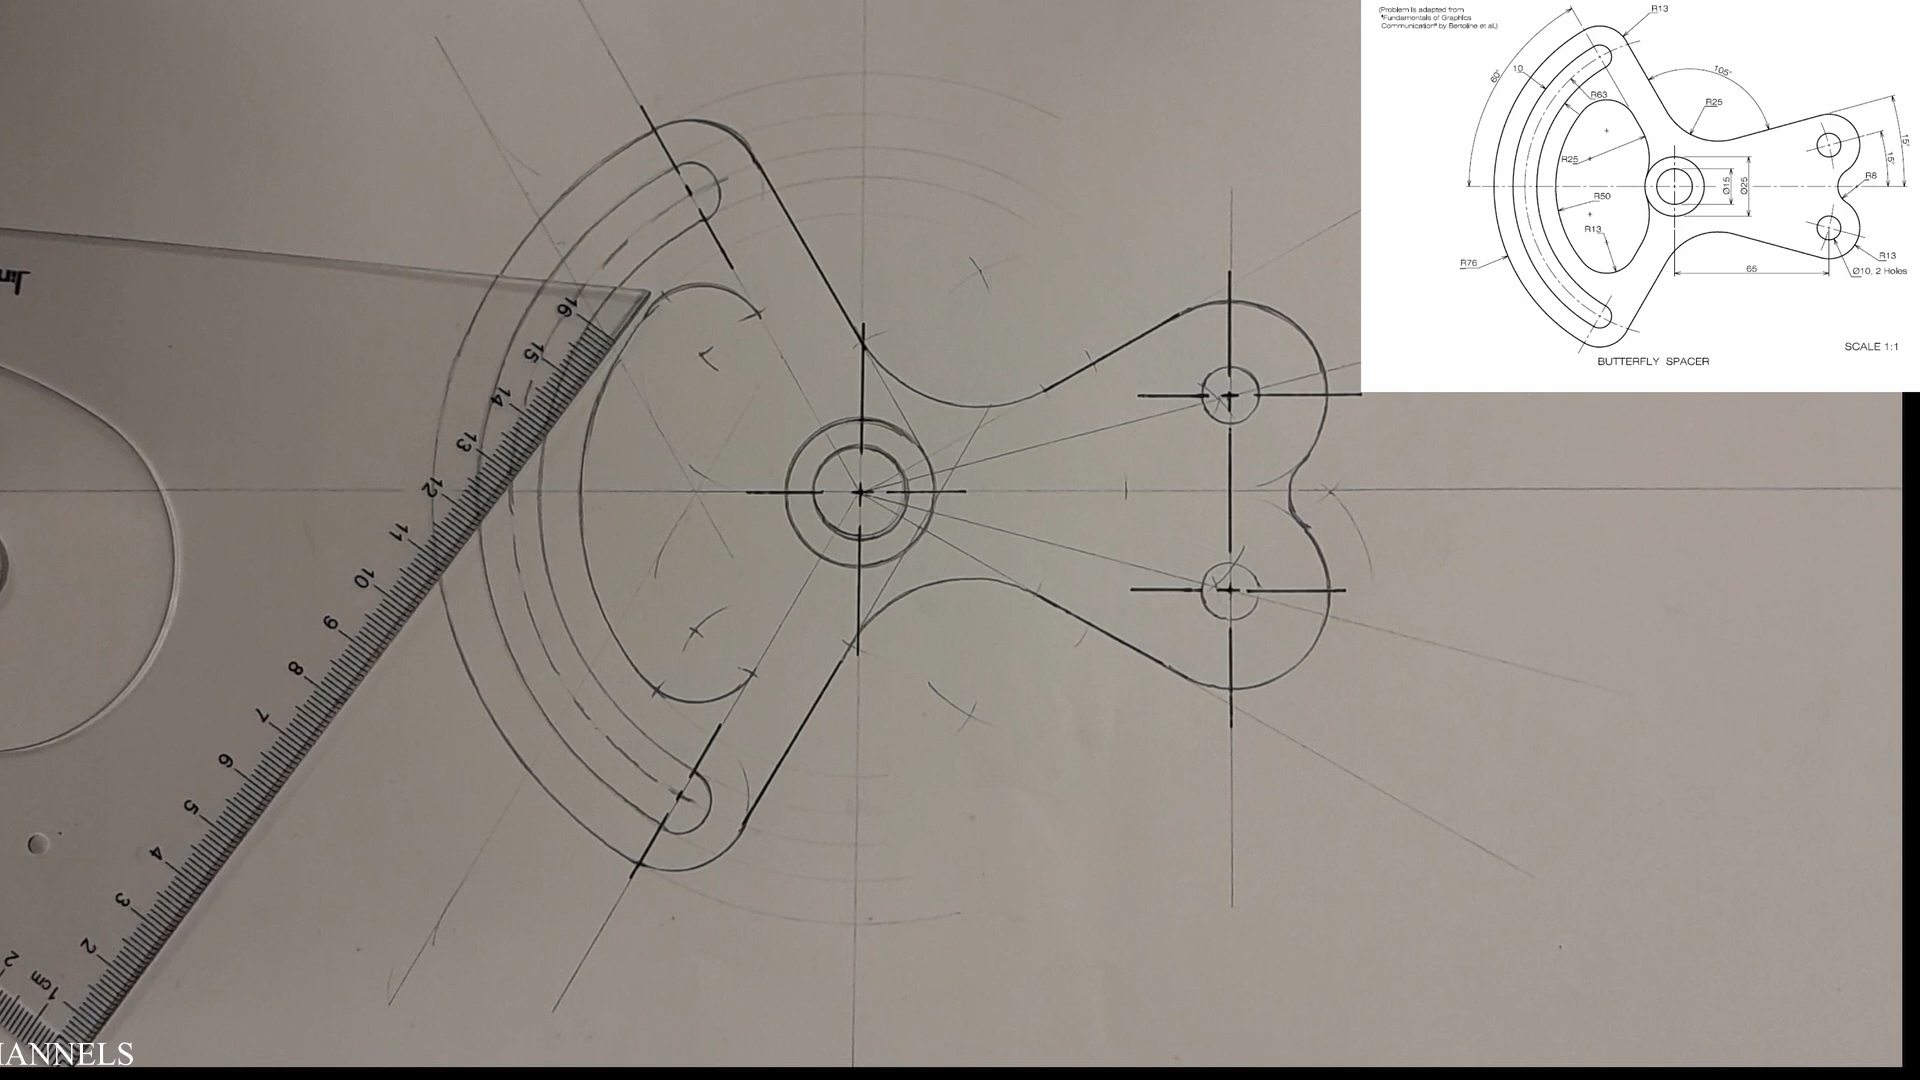 (Problem is adapted from
"Fundamentals of Graphics
Communication" by Bertoline et al.)
R13
60°
10
R63
105°
R25
15°
15°
R25
Ø15
Ø25
R8
R50
R13
R76
65
R13
Ø10, 2 Holes
SCALE 1:1
BUTTERFLY SPACER
16
15
14
13
12
11
10
9
8
7
6
5
4
3
2
1cm
2
HANNELS